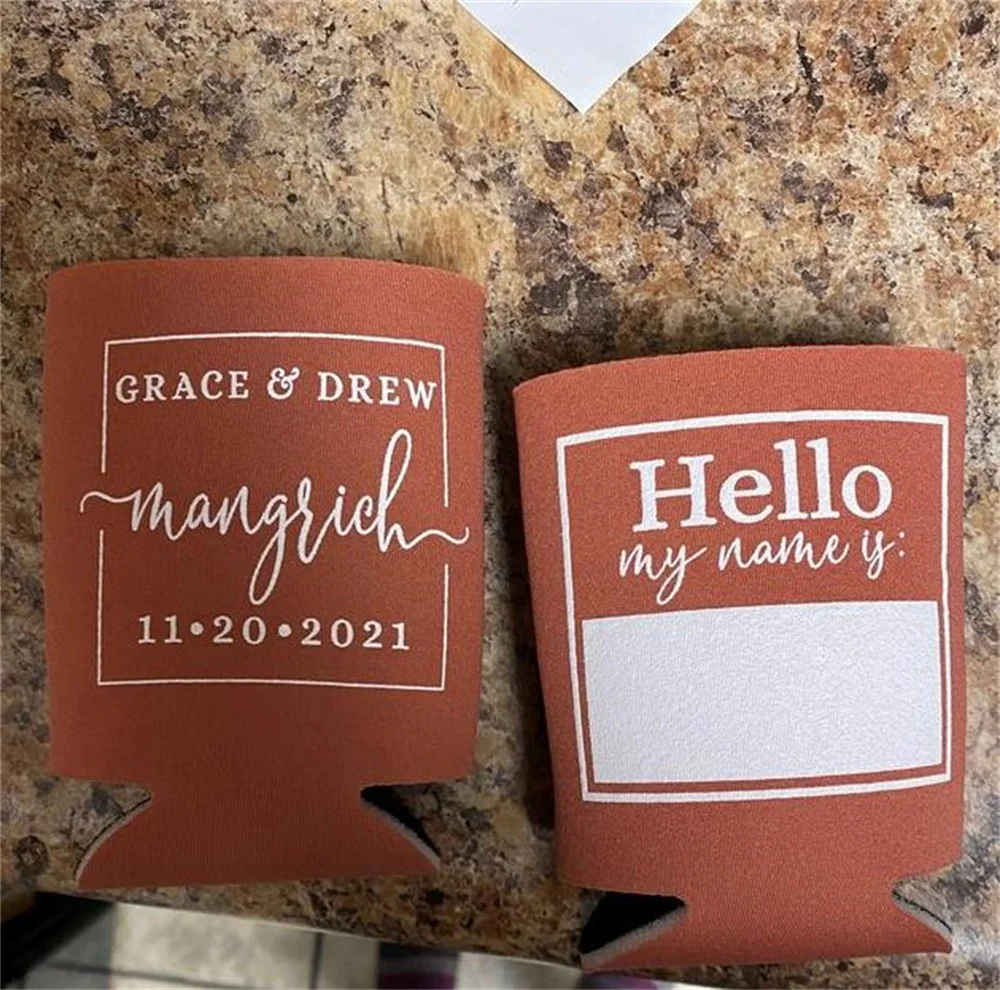 GRACE & DREW
mangrich
11•20•2021
Hello
my name is: